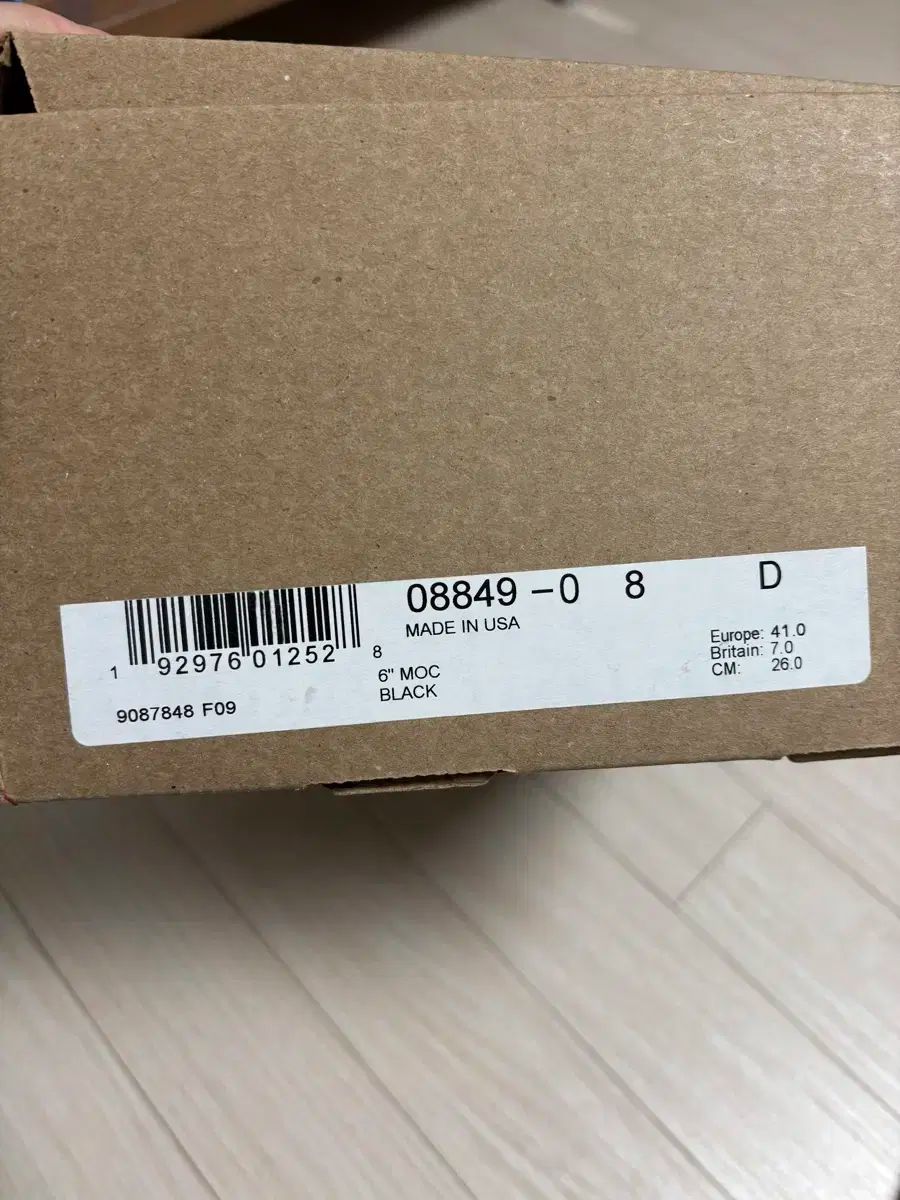 08849 -0 8 D
MADE IN USA
1 92976 01252 8
6" MOC
BLACK
9087848 F09
Europe: 41.0
Britain: 7.0
CM: 26.0